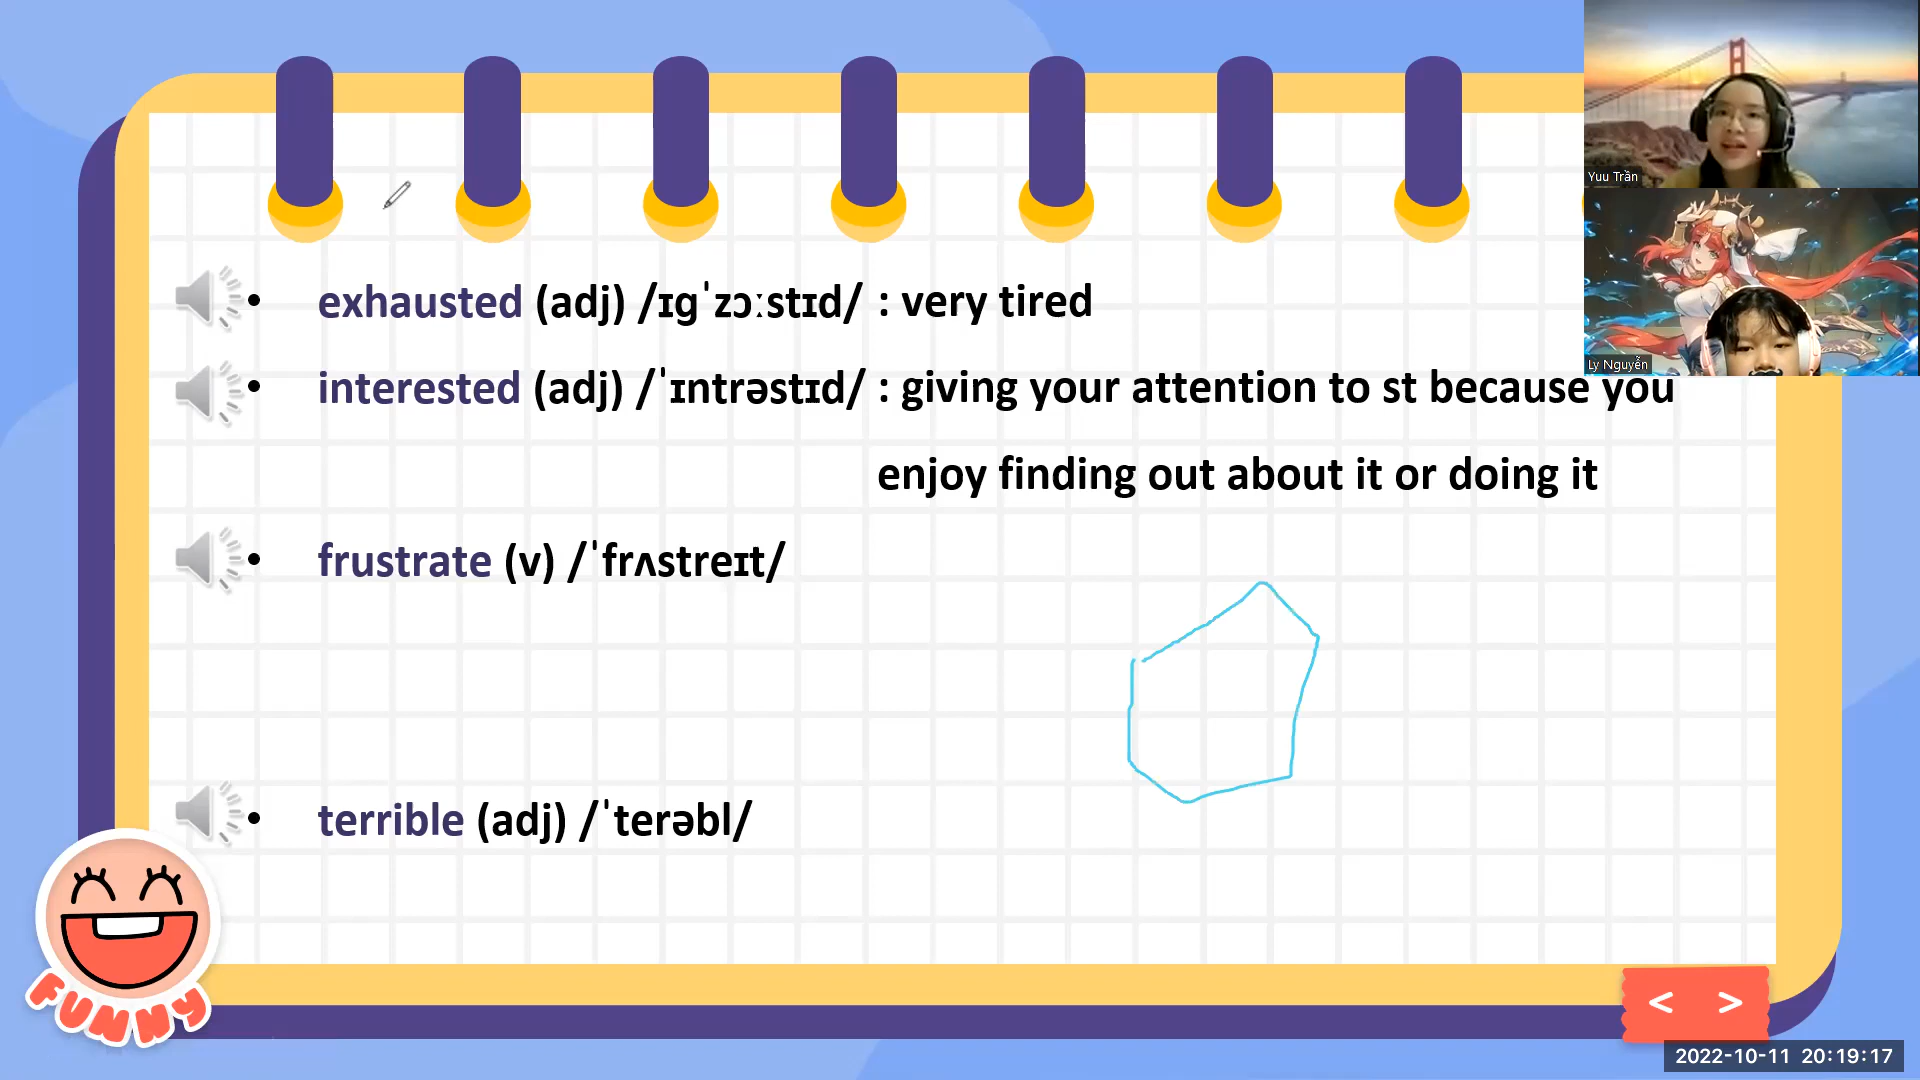 Yuu Trần
exhausted (adj) /ɪɡˈzɔːstɪd/ : very tired
Ly Nguyễn
interested (adj) /ˈɪntrəstɪd/ : giving your attention to st because you
enjoy finding out about it or doing it
frustrate (v) /ˈfrʌstreɪt/
terrible (adj) /ˈterəbl/
FUNNY
< >
2022-10-11 20:19:17